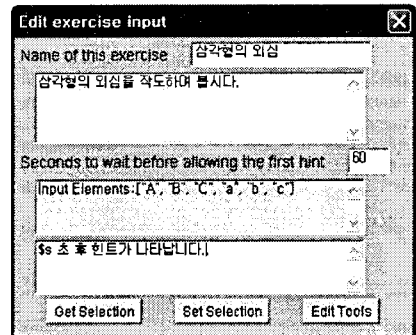 Edit exercise input
Name of this exercise 삼각형의 외심
삼각형의 외심을 작도하여 봅시다.
Seconds to wait before allowing the first hint 60
Input Elements:["A", "B", "C", "a", "b", "c"]
$s 초 후 힌트가 나타납니다.
Get Selection Set Selection Edit Tools